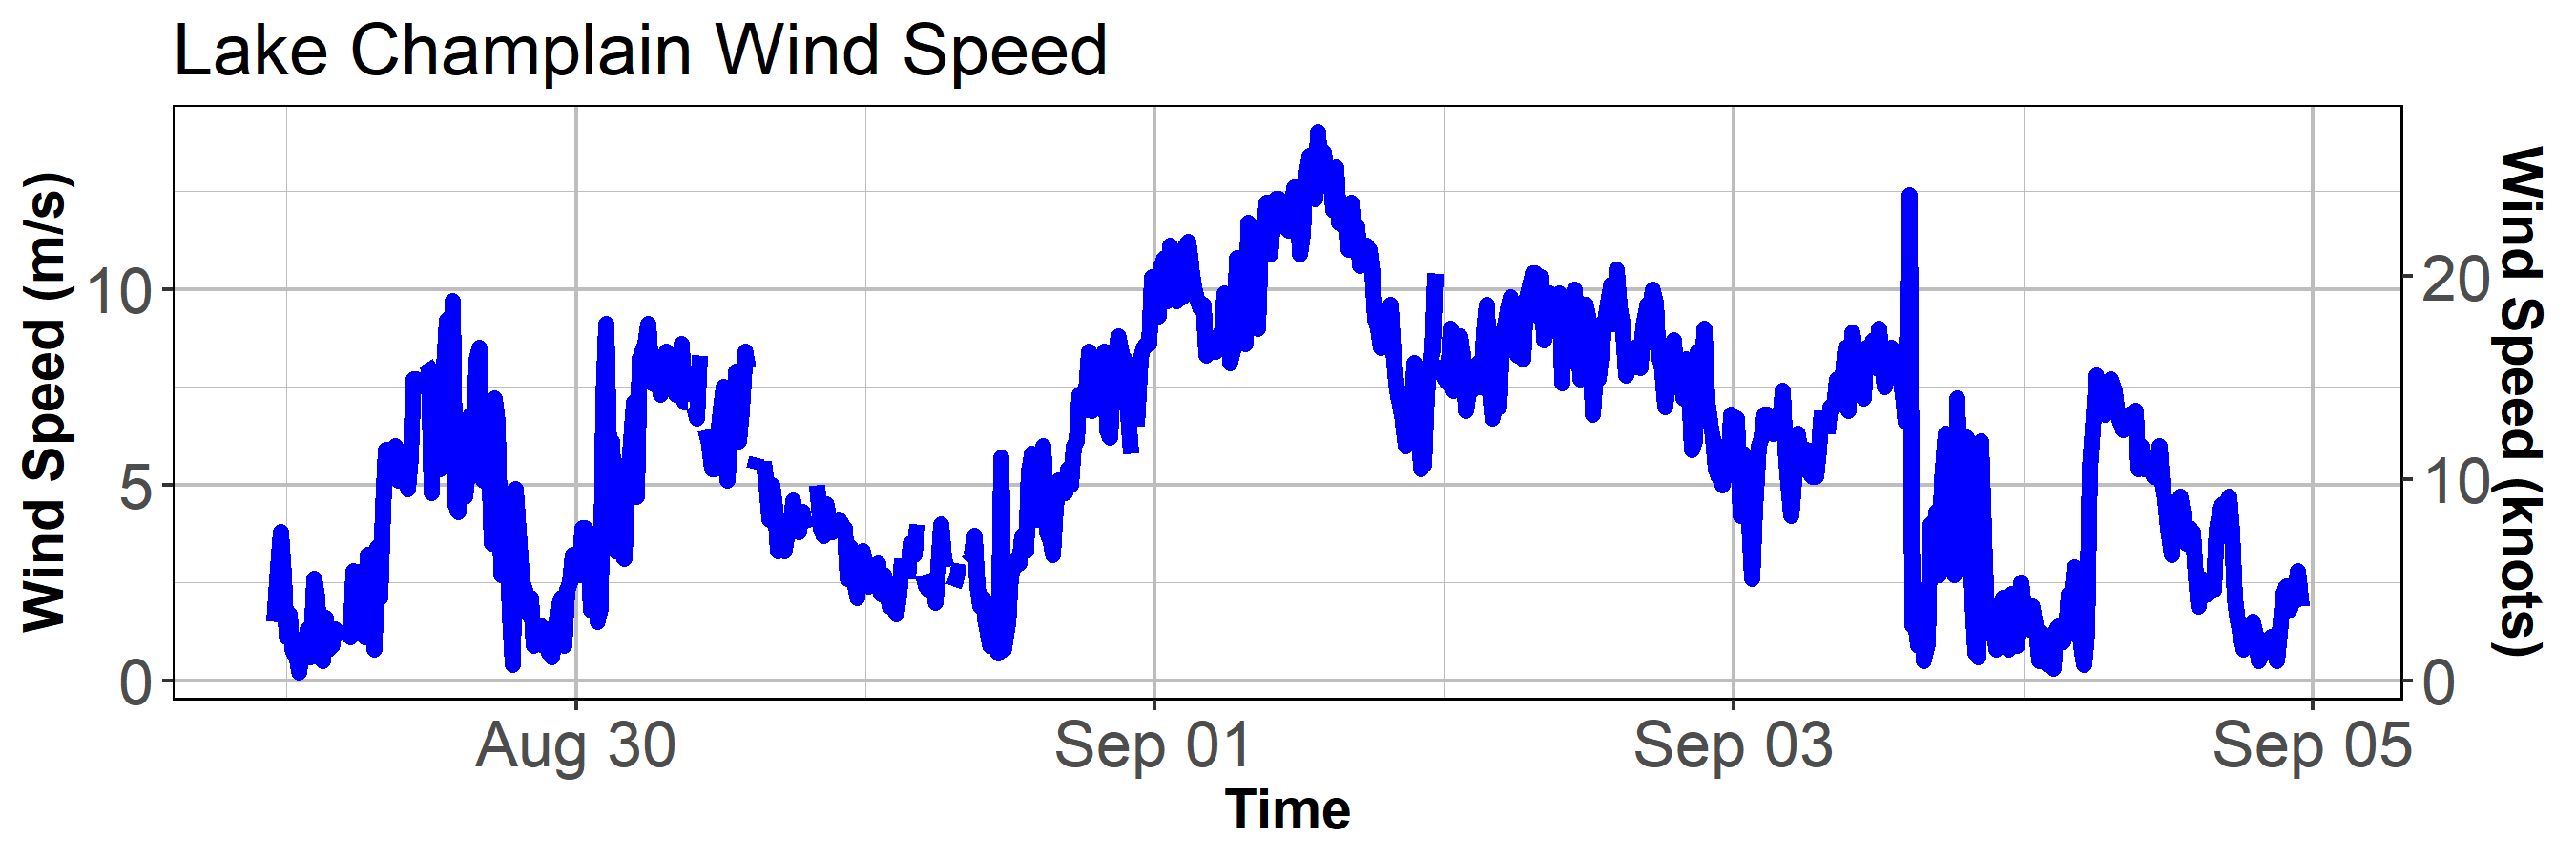 Lake Champlain Wind Speed
Wind Speed (m/s)
10
5
0
20
10
0
Wind Speed (knots)
Aug 30
Sep 01
Sep 03
Sep 05
Time